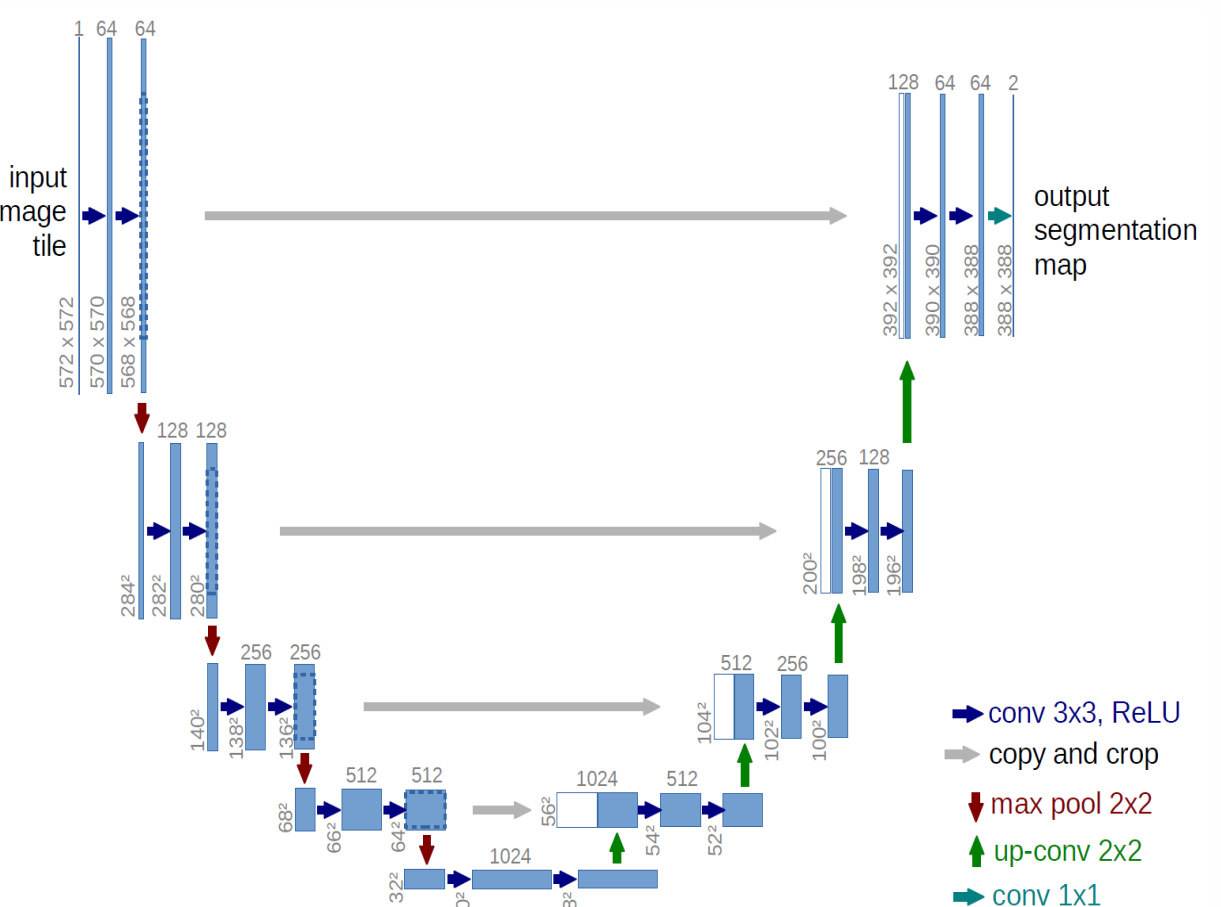 1 64 64
128 64 64 2
input
mage
tile
output
segmentation
map
572 x 572
570 x 570
568 x 568
392 x 392
390 x 390
388 x 388
388 x 388
128 128
256 128
284²
282²
280²
200²
198²
196²
256 256
512 256
140²
138²
136²
104²
102²
100²
512 512
1024 512
68²
66²
64²
56²
54²
52²
1024
32²
conv 3x3, ReLU
copy and crop
max pool 2x2
up-conv 2x2
conv 1x1